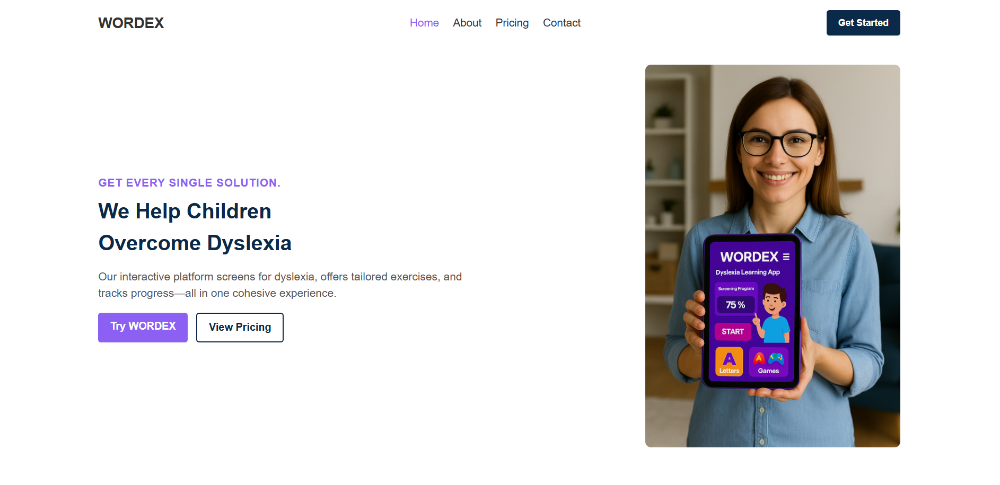 WORDEX
Home About Pricing Contact
Get Started
GET EVERY SINGLE SOLUTION.
We Help Children
Overcome Dyslexia
Our interactive platform screens for dyslexia, offers tailored exercises, and
tracks progress—all in one cohesive experience.
Try WORDEX
View Pricing
WORDEX
Dyslexia Learning App
Screening Program
75 %
START
A
Letters
A
Games